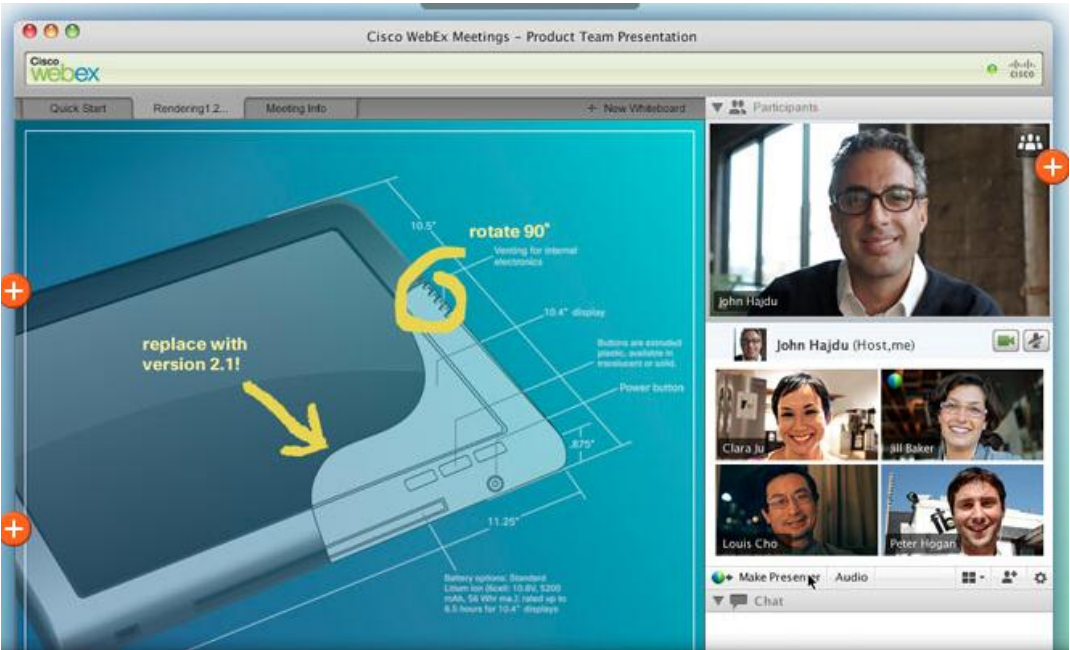 Cisco WebEx Meetings – Product Team Presentation
Cisco
webex
CISCO
Quick Start
Rendering1.2...
Meeting Info
+ New Whiteboard
Participants
10.5"
rotate 90°
Venting for internal
electronics
10.4" display
replace with
version 2.1!
Buttons are extruded
plastic, available in
translucent or solid.
Power button
.875"
11.25"
Battery options: Standard
Litium ion (6cell: 10.8V, 5200
mAh, 56 Whr ma.); rated up to
6.5 hours for 10.4" displays
John Hajdu
John Hajdu (Host,me)
Clara Ju
Jill Baker
Louis Cho
Peter Hogan
Make Presenter
Audio
Chat